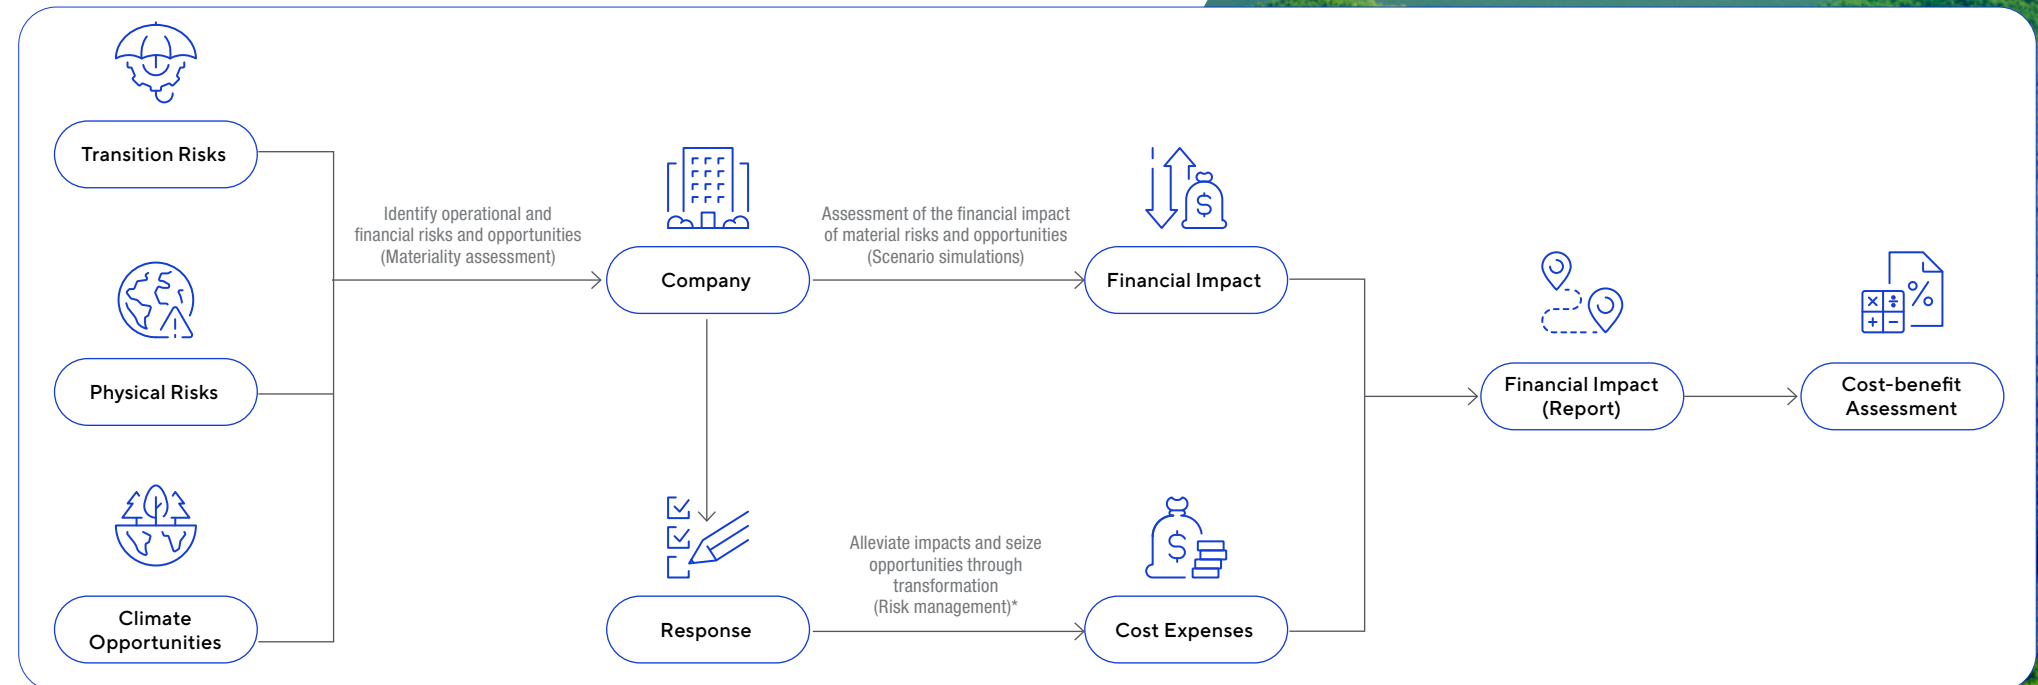 Transition Risks
Physical Risks
Climate
Opportunities
Identify operational and
financial risks and opportunities
(Materiality assessment)
Company
Assessment of the financial impact
of material risks and opportunities
(Scenario simulations)
Financial Impact
Response
Alleviate impacts and seize
opportunities through
transformation
(Risk management)*
Cost Expenses
Financial Impact
(Report)
Cost-benefit
Assessment